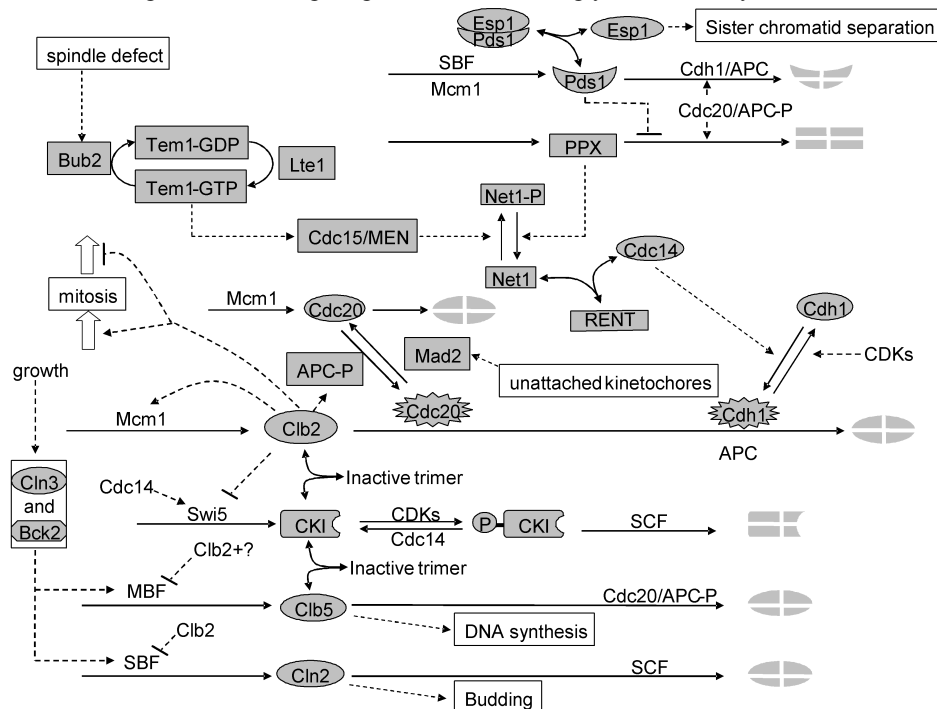 Esp1
Pds1
Esp1
Sister chromatid separation
spindle defect
SBF
Mcm1
Pds1
Cdh1/APC
Cdc20/APC-P
Bub2
Tem1-GDP
Lte1
Tem1-GTP
PPX
Net1-P
Cdc15/MEN
Cdc14
Net1
mitosis
Mcm1
Cdc20
RENT
Cdh1
APC-P
Mad2
CDKs
growth
unattached kinetochores
Mcm1
Clb2
Cdc20
Cdh1
APC
Cln3
and
Bck2
Inactive trimer
Cdc14
Swi5
CKI
CDKs
Cdc14
P
CKI
SCF
Clb2+?
MBF
Inactive trimer
Clb5
Cdc20/APC-P
DNA synthesis
Clb2
SBF
Cln2
SCF
Budding